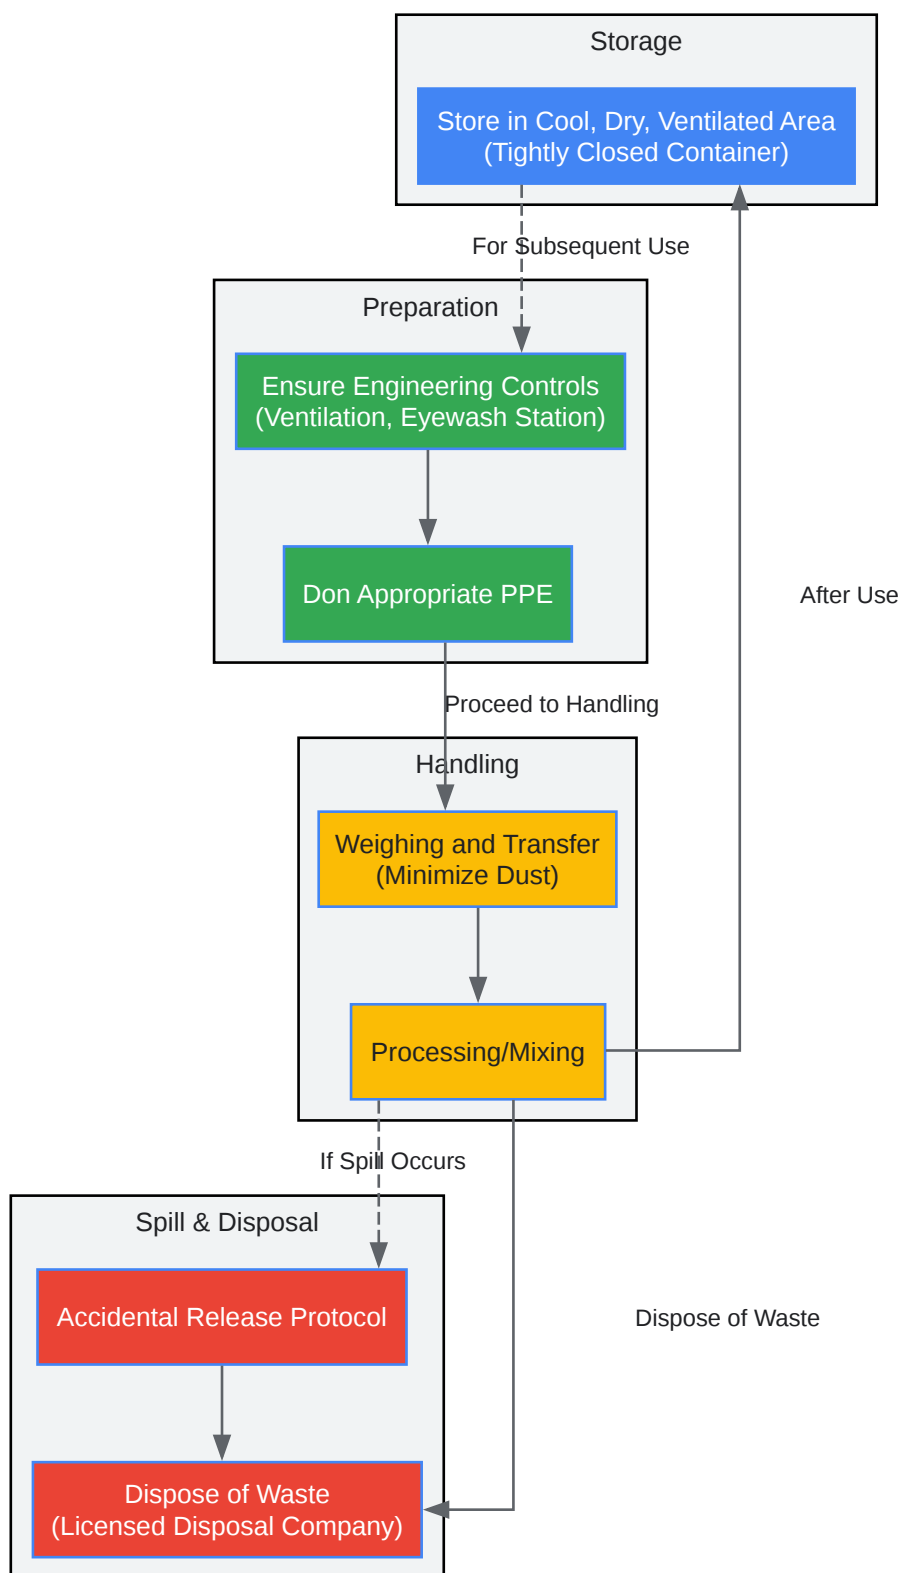 Storage
Store in Cool, Dry, Ventilated Area
(Tightly Closed Container)
For Subsequent Use
Preparation
Ensure Engineering Controls
(Ventilation, Eyewash Station)
Don Appropriate PPE
After Use
Proceed to Handling
Handling
Weighing and Transfer
(Minimize Dust)
Processing/Mixing
If Spill Occurs
Spill & Disposal
Accidental Release Protocol
Dispose of Waste
Dispose of Waste
(Licensed Disposal Company)